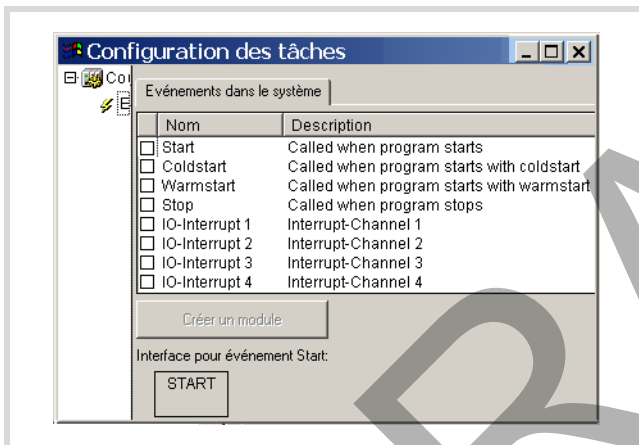 Configuration des tâches
Evénements dans le système
Nom Description
Start Called when program starts
Coldstart Called when program starts with coldstart
Warmstart Called when program starts with warmstart
Stop Called when program stops
IO-Interrupt 1 Interrupt-Channel 1
IO-Interrupt 2 Interrupt-Channel 2
IO-Interrupt 3 Interrupt-Channel 3
IO-Interrupt 4 Interrupt-Channel 4
Créer un module
Interface pour événement Start:
START